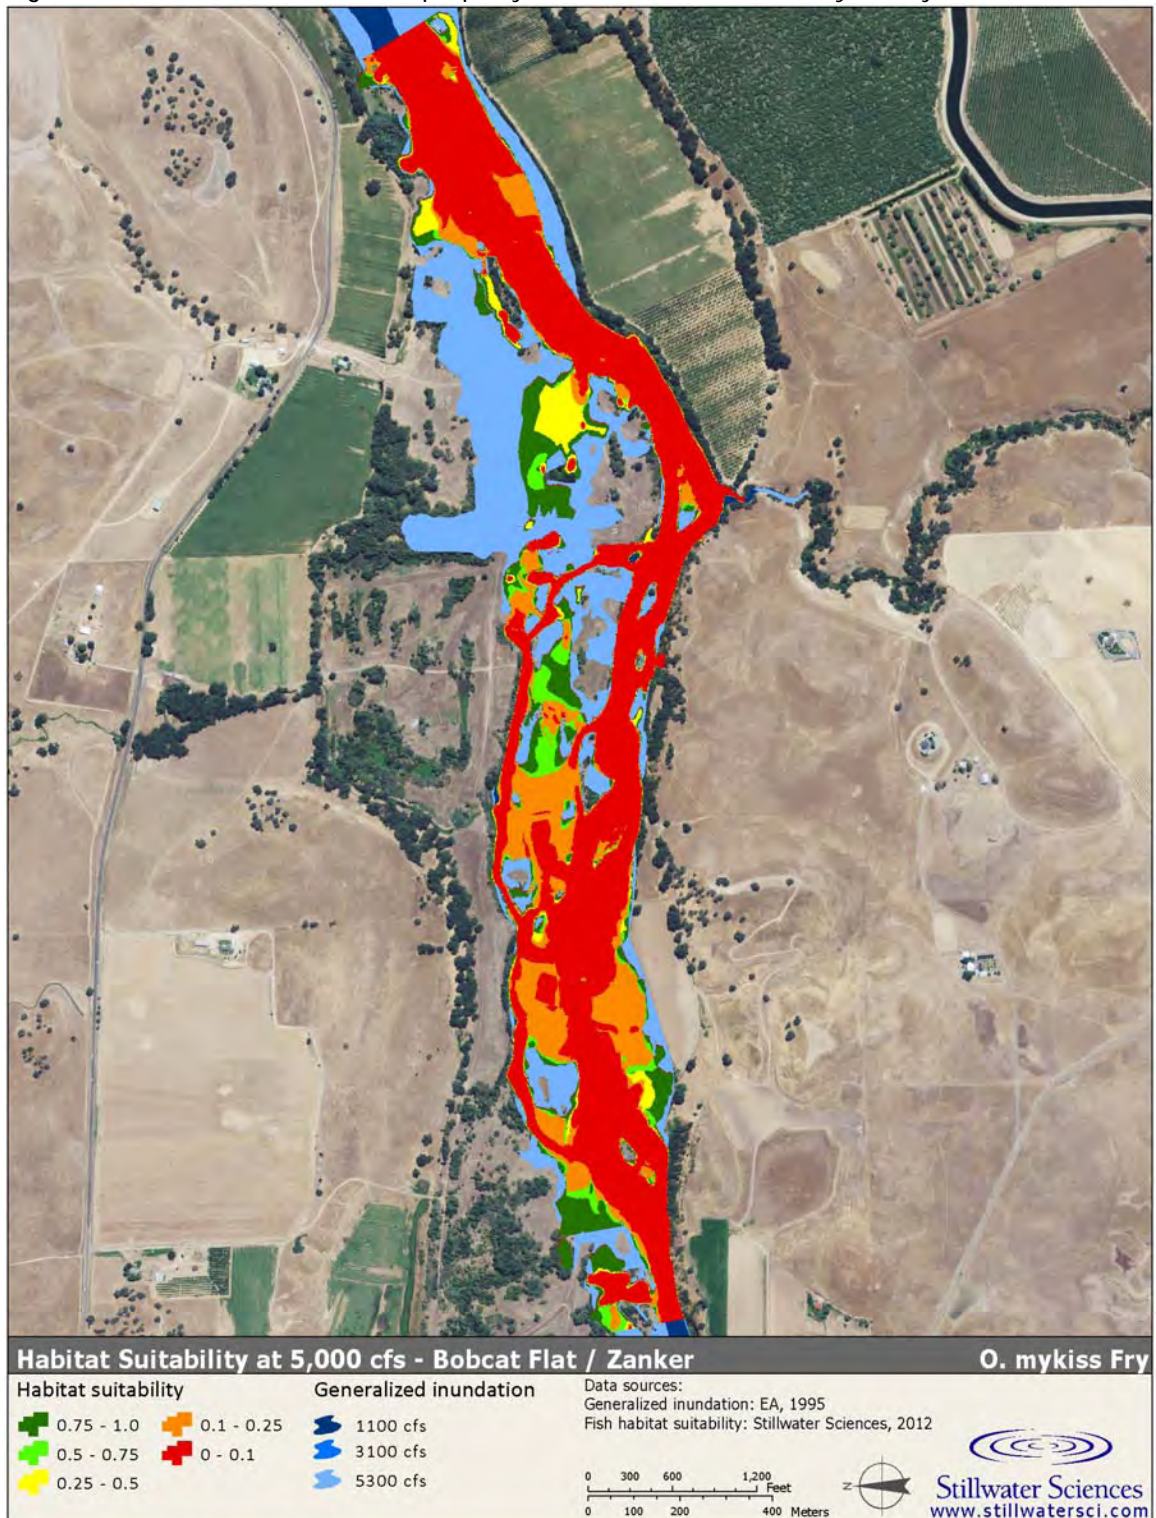 Habitat Suitability at 5,000 cfs - Bobcat Flat / Zanker
O. mykiss Fry
Habitat suitability
0.75 - 1.0
0.5 - 0.75
0.25 - 0.5
0.1 - 0.25
0 - 0.1
Generalized inundation
1100 cfs
3100 cfs
5300 cfs
Data sources:
Generalized inundation: EA, 1995
Fish habitat suitability: Stillwater Sciences, 2012
0 300 600 1,200
Feet
0 100 200 400 Meters
N
Stillwater Sciences
www.stillwatersci.com